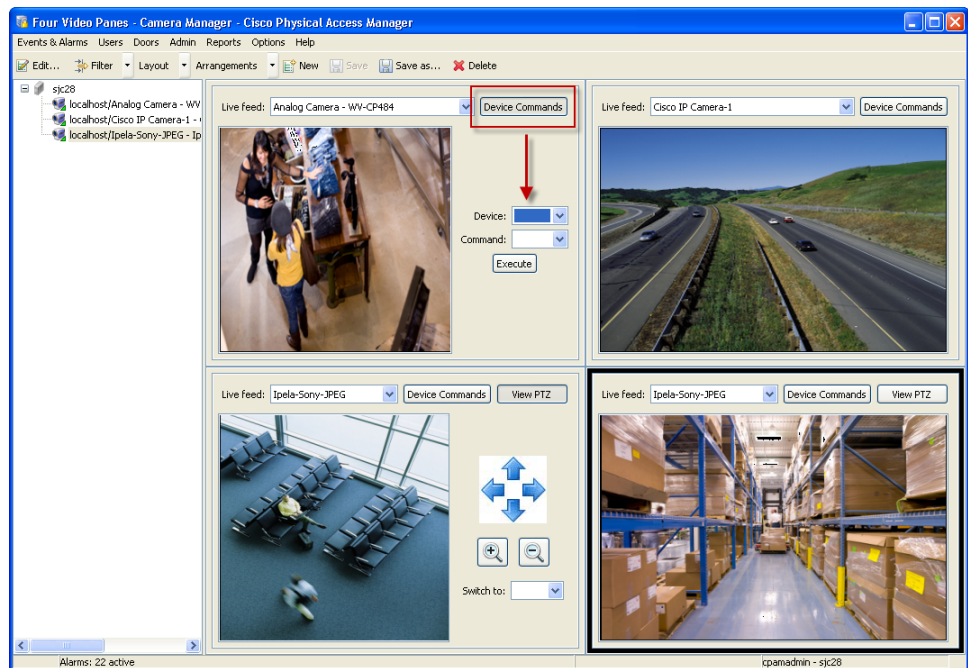 Four Video Panes - Camera Manager - Cisco Physical Access Manager
Events & Alarms Users Doors Admin Reports Options Help
Edit... Filter Layout Arrangements New Save Save as... Delete
sjc28
localhost/Analog Camera - WV
localhost/Cisco IP Camera-1 -
localhost/Ipela-Sony-JPEG - Ip
Live feed: Analog Camera - WV-CP484 Device Commands
Device:
Command:
Execute
Live feed: Cisco IP Camera-1 Device Commands
Live feed: Ipela-Sony-JPEG Device Commands View PTZ
Switch to:
Live feed: Ipela-Sony-JPEG Device Commands View PTZ
Alarms: 22 active
cpamadmin - sjc28